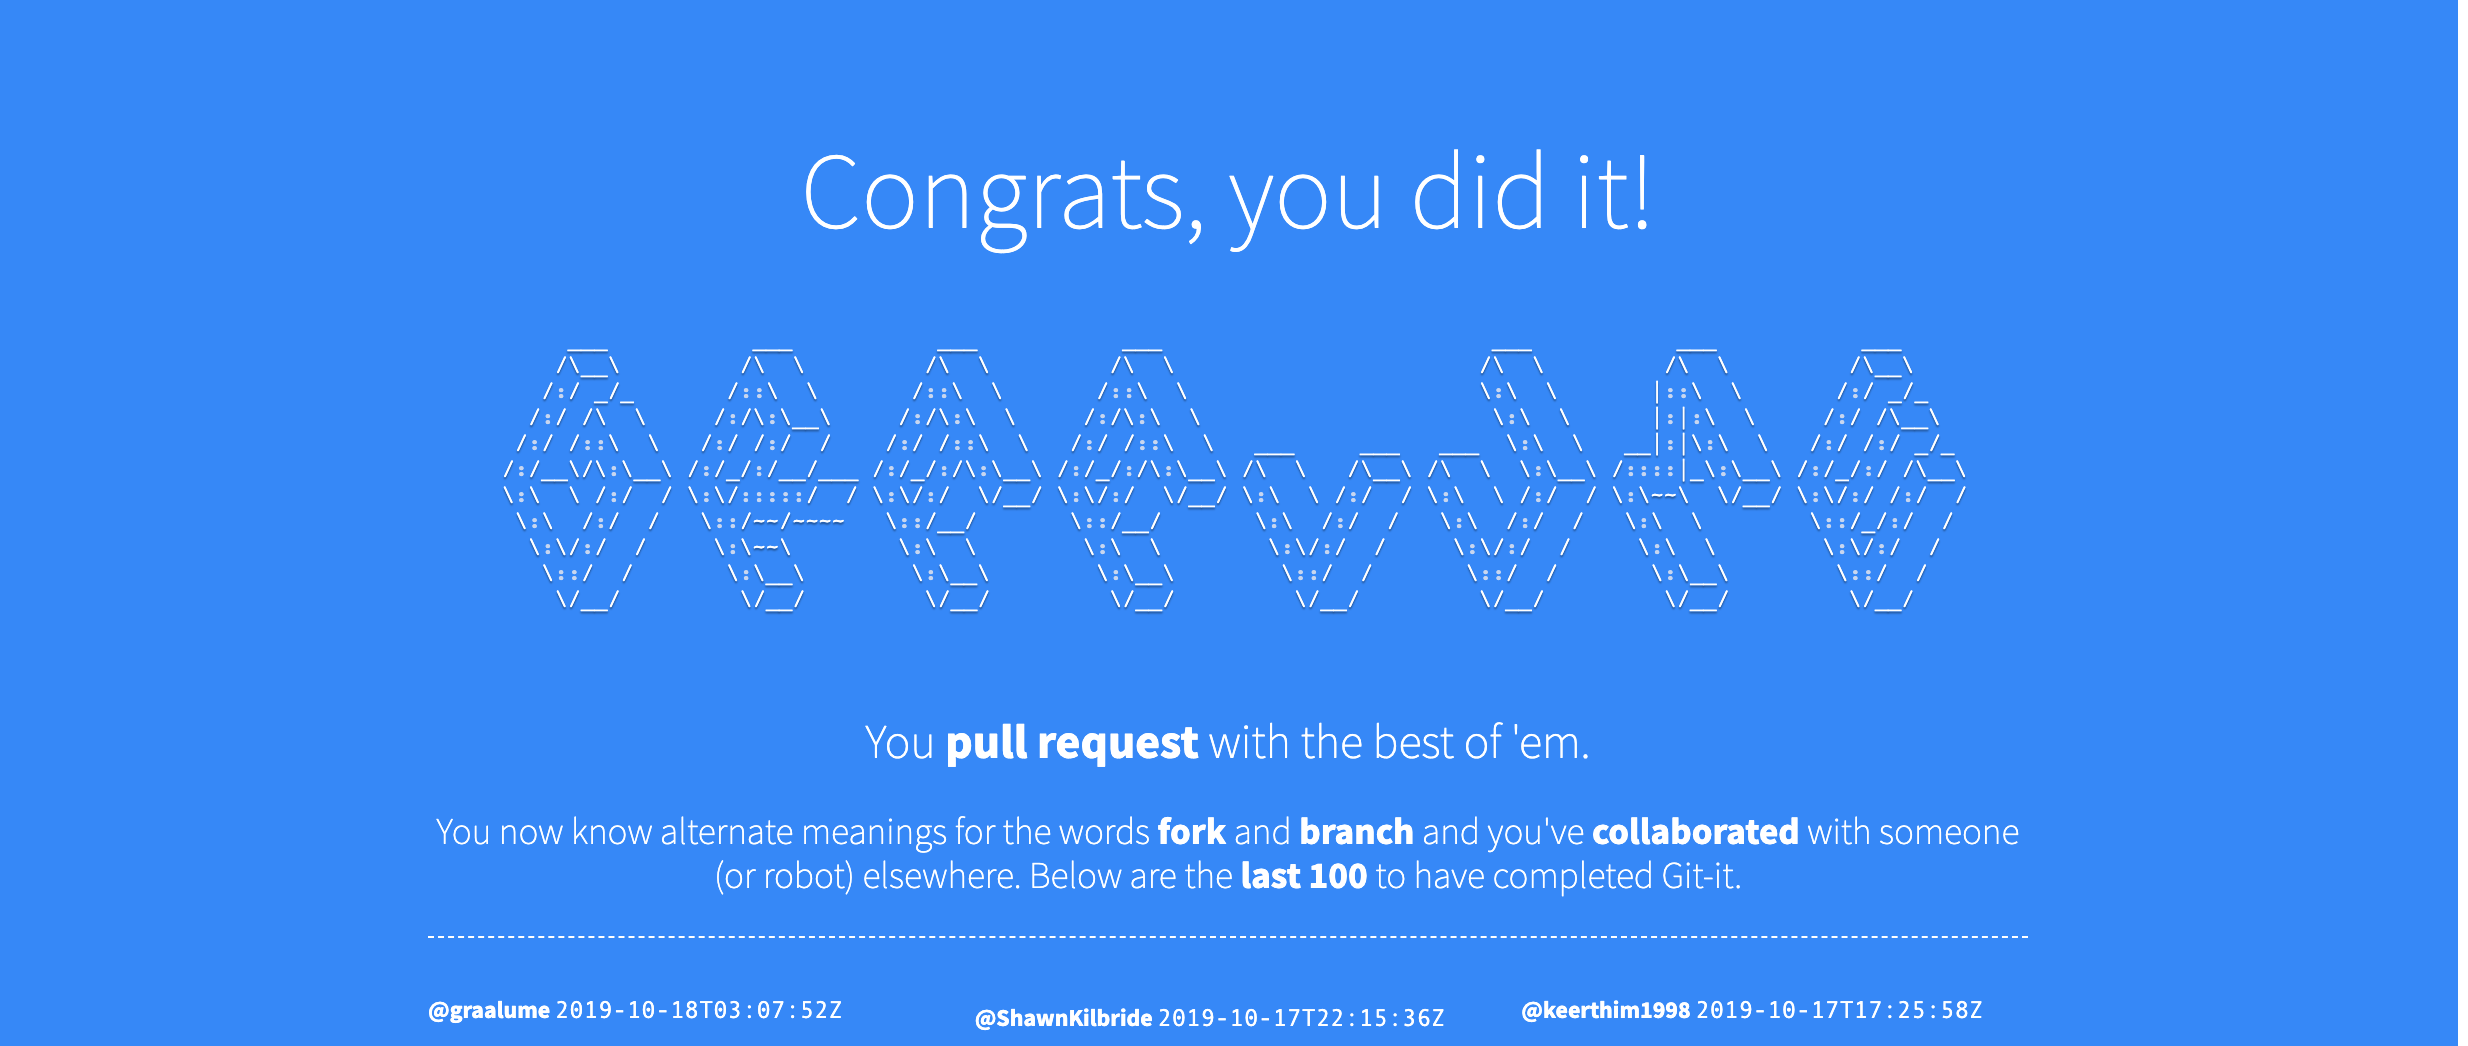 Congrats, you did it!
GRAALUME
You pull request with the best of 'em.
You now know alternate meanings for the words fork and branch and you've collaborated with someone
(or robot) elsewhere. Below are the last 100 to have completed Git-it.
@graalume 2019-10-18T03:07:52Z
@ShawnKilbride 2019-10-17T22:15:36Z
@keerthim1998 2019-10-17T17:25:58Z